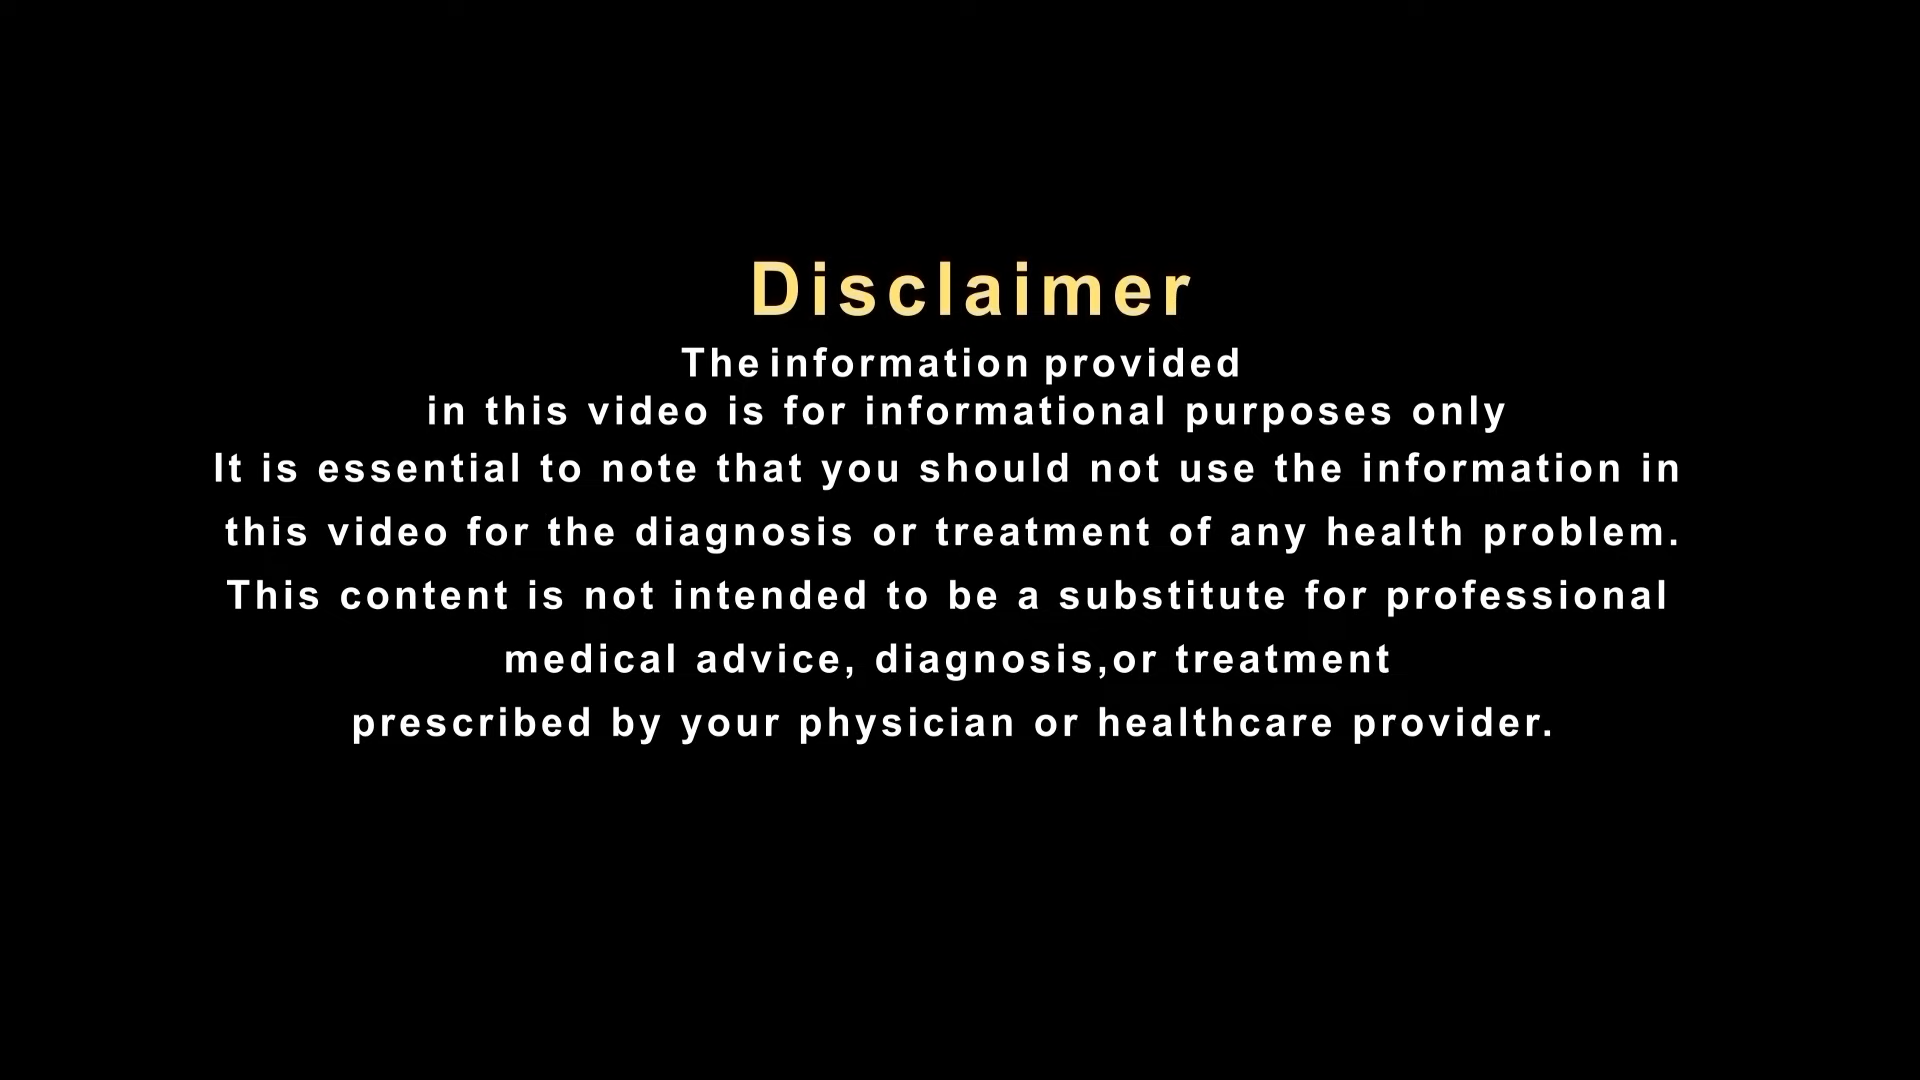 Disclaimer
The information provided
in this video is for informational purposes only
It is essential to note that you should not use the information in
this video for the diagnosis or treatment of any health problem.
This content is not intended to be a substitute for professional
medical advice, diagnosis,or treatment
prescribed by your physician or healthcare provider.